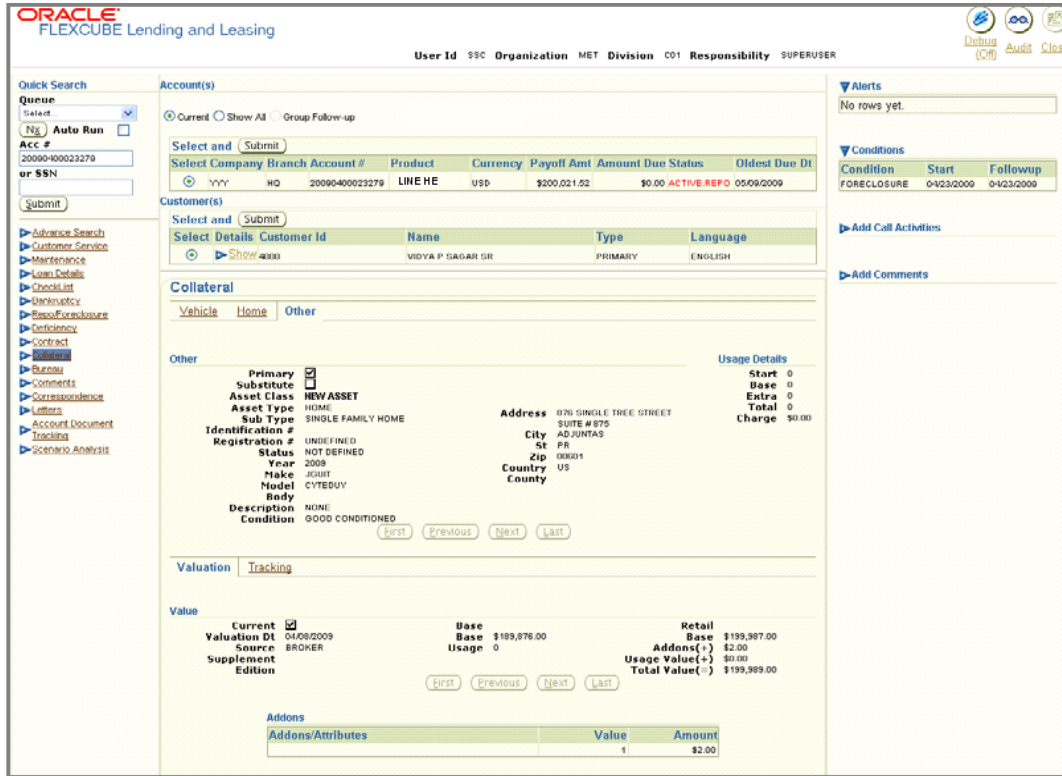 ORACLE
FLEXCUBE Lending and Leasing
User Id SSC Organization MET Division C01 Responsibility SUPERUSER
Debug (Off) Audit Clos
Quick Search
Queue
Select...
Nx Auto Run
Acc #
20090400023279
or SSN
Submit
Advance Search
Customer Service
Maintenance
Loan Details
CheckList
Bankruptcy
Repo/Foreclosure
Deficiency
Contract
Collateral
Bureau
Comments
Correspondence
Letters
Account Document
Tracking
Scenario Analysis
Account(s)
Current Show All Group Follow-up
Select and Submit
Select Company Branch Account # Product Currency Payoff Amt Amount Due Status Oldest Due Dt
YYY HQ 20090400023279 LINE HE USD $200,021.52 $0.00 ACTIVE:REPO 05/09/2009
Customer(s)
Select and Submit
Select Details Customer Id Name Type Language
Show 4000 VIDYA P SAGAR SR PRIMARY ENGLISH
Collateral
Vehicle Home Other
Other
Primary
Substitute
Asset Class NEW ASSET
Asset Type HOME
Sub Type SINGLE FAMILY HOME
Identification #
Registration # UNDEFINED
Status NOT DEFINED
Year 2009
Make JGUIT
Model CYTEDUY
Body
Description NONE
Condition GOOD CONDITIONED
Address 876 SINGLE TREE STREET
SUITE # 875
City ADJUNTAS
St PR
Zip 00601
Country US
County
Usage Details
Start 0
Base 0
Extra 0
Total 0
Charge $0.00
First Previous Next Last
Valuation Tracking
Value
Current
Valuation Dt 04/08/2009
Source BROKER
Supplement
Edition
Base
Base $189,876.00
Usage 0
Retail
Base $199,987.00
Addons(+) $2.00
Usage Value(+) $0.00
Total Value(=) $199,989.00
First Previous Next Last
Addons
Addons/Attributes Value Amount
1 $2.00
Alerts
No rows yet.
Conditions
Condition Start Followup
FORECLOSURE 04/23/2009 04/23/2009
Add Call Activities
Add Comments